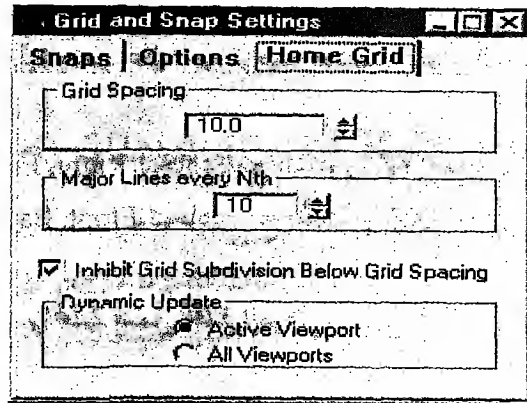 Grid and Snap Settings
Snaps Options Home Grid
Grid Spacing
10.0
Major Lines every Nth
10
Inhibit Grid Subdivision Below Grid Spacing
Dynamic Update
Active Viewport
All Viewports